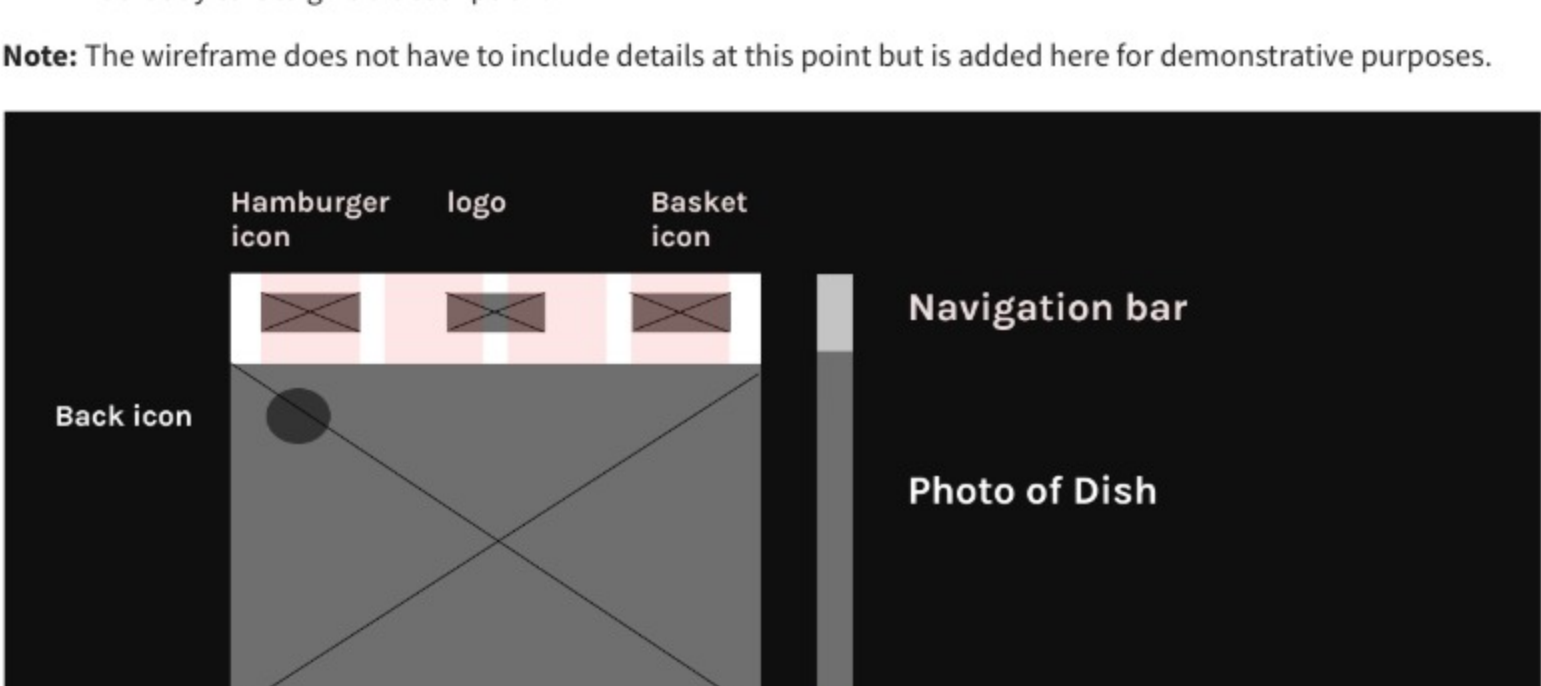 Note: The wireframe does not have to include details at this point but is added here for demonstrative purposes.
Hamburger icon
logo
Basket icon
Navigation bar
Back icon
Photo of Dish